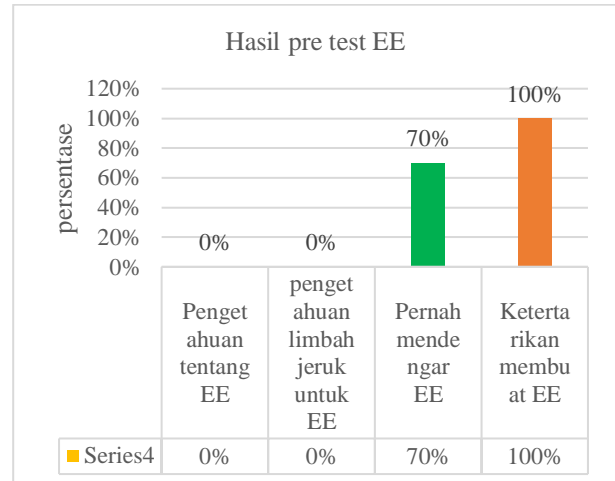 Hasil pre test EE
persentase
120%
100%
80%
60%
40%
20%
0%
0%
0%
70%
100%
Penget
ahuan
tentang
EE
penget
ahuan
limbah
jeruk
untuk
EE
Pernah
mende
ngar
EE
Keterta
rikan
membu
at EE
Series4 0% 0% 70% 100%